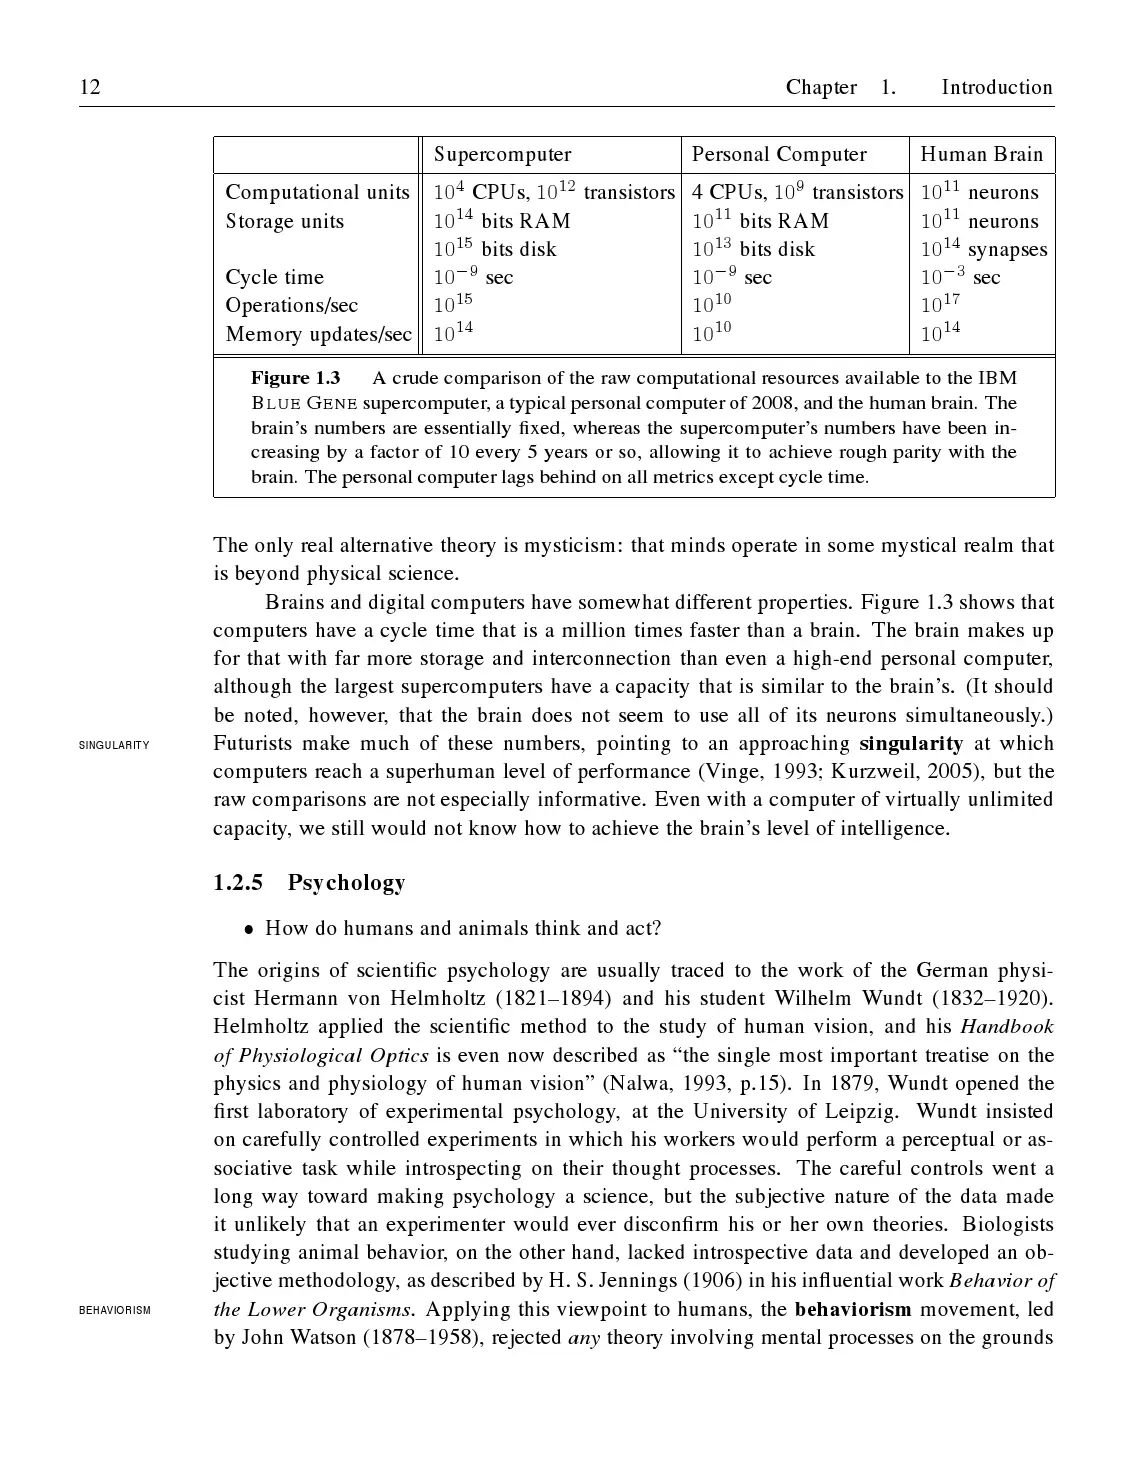 12 Chapter 1. Introduction
Supercomputer Personal Computer Human Brain
Computational units 10^4 CPUs, 10^12 transistors 4 CPUs, 10^9 transistors 10^11 neurons
Storage units 10^14 bits RAM 10^11 bits RAM 10^11 neurons
10^15 bits disk 10^13 bits disk 10^14 synapses
Cycle time 10^−9 sec 10^−9 sec 10^−3 sec
Operations/sec 10^15 10^10 10^17
Memory updates/sec 10^14 10^10 10^14
Figure 1.3 A crude comparison of the raw computational resources available to the IBM
BLUE GENE supercomputer, a typical personal computer of 2008, and the human brain. The
brain's numbers are essentially fixed, whereas the supercomputer's numbers have been in-
creasing by a factor of 10 every 5 years or so, allowing it to achieve rough parity with the
brain. The personal computer lags behind on all metrics except cycle time.
The only real alternative theory is mysticism: that minds operate in some mystical realm that
is beyond physical science.
Brains and digital computers have somewhat different properties. Figure 1.3 shows that
computers have a cycle time that is a million times faster than a brain. The brain makes up
for that with far more storage and interconnection than even a high-end personal computer,
although the largest supercomputers have a capacity that is similar to the brain's. (It should
be noted, however, that the brain does not seem to use all of its neurons simultaneously.)
SINGULARITY Futurists make much of these numbers, pointing to an approaching singularity at which
computers reach a superhuman level of performance (Vinge, 1993; Kurzweil, 2005), but the
raw comparisons are not especially informative. Even with a computer of virtually unlimited
capacity, we still would not know how to achieve the brain's level of intelligence.
1.2.5 Psychology
• How do humans and animals think and act?
The origins of scientific psychology are usually traced to the work of the German physi-
cist Hermann von Helmholtz (1821–1894) and his student Wilhelm Wundt (1832–1920).
Helmholtz applied the scientific method to the study of human vision, and his Handbook
of Physiological Optics is even now described as “the single most important treatise on the
physics and physiology of human vision” (Nalwa, 1993, p.15). In 1879, Wundt opened the
first laboratory of experimental psychology, at the University of Leipzig. Wundt insisted
on carefully controlled experiments in which his workers would perform a perceptual or as-
sociative task while introspecting on their thought processes. The careful controls went a
long way toward making psychology a science, but the subjective nature of the data made
it unlikely that an experimenter would ever disconfirm his or her own theories. Biologists
studying animal behavior, on the other hand, lacked introspective data and developed an ob-
jective methodology, as described by H. S. Jennings (1906) in his influential work Behavior of
BEHAVIORISM the Lower Organisms. Applying this viewpoint to humans, the behaviorism movement, led
by John Watson (1878–1958), rejected any theory involving mental processes on the grounds